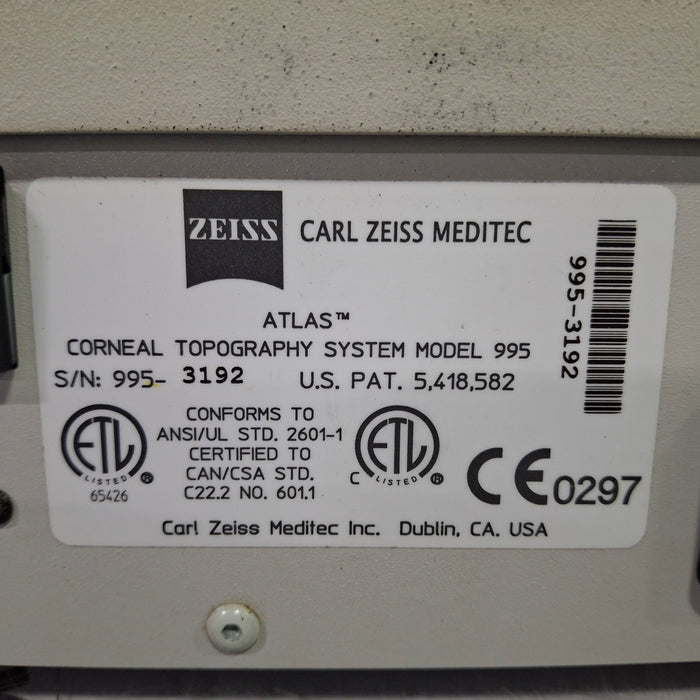 ZEISS
CARL ZEISS MEDITEC
ATLAS™
CORNEAL TOPOGRAPHY SYSTEM MODEL 995
S/N: 995- 3192 U.S. PAT. 5,418,582
995-3192
ETL
LISTED
®
65426
CONFORMS TO
ANSI/UL STD. 2601-1
CERTIFIED TO
CAN/CSA STD.
C22.2 NO. 601.1
C
ETL
LISTED
®
CE 0297
Carl Zeiss Meditec Inc. Dublin, CA. USA